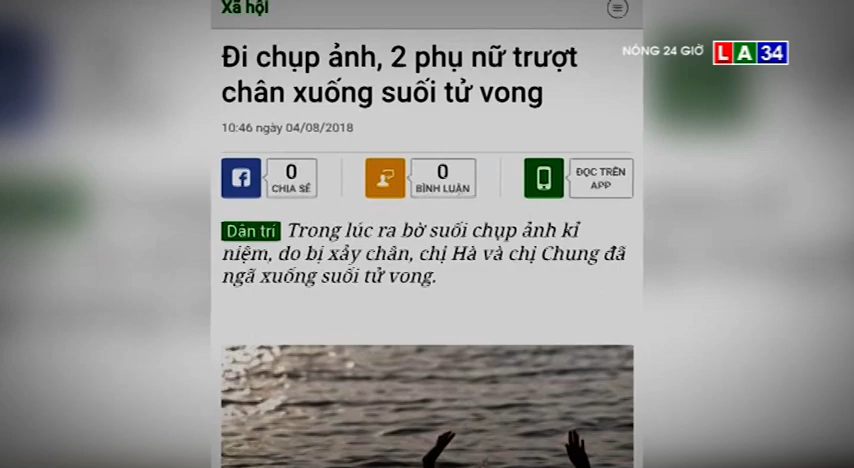 Xã hội
NÓNG 24 GIỜ LA34
Đi chụp ảnh, 2 phụ nữ trượt
chân xuống suối tử vong
10:46 ngày 04/08/2018
0
CHIA SẺ
0
BÌNH LUẬN
ĐỌC TRÊN
APP
Dân trí Trong lúc ra bờ suối chụp ảnh kỉ
niệm, do bị xảy chân, chị Hà và chị Chung đã
ngã xuống suối tử vong.